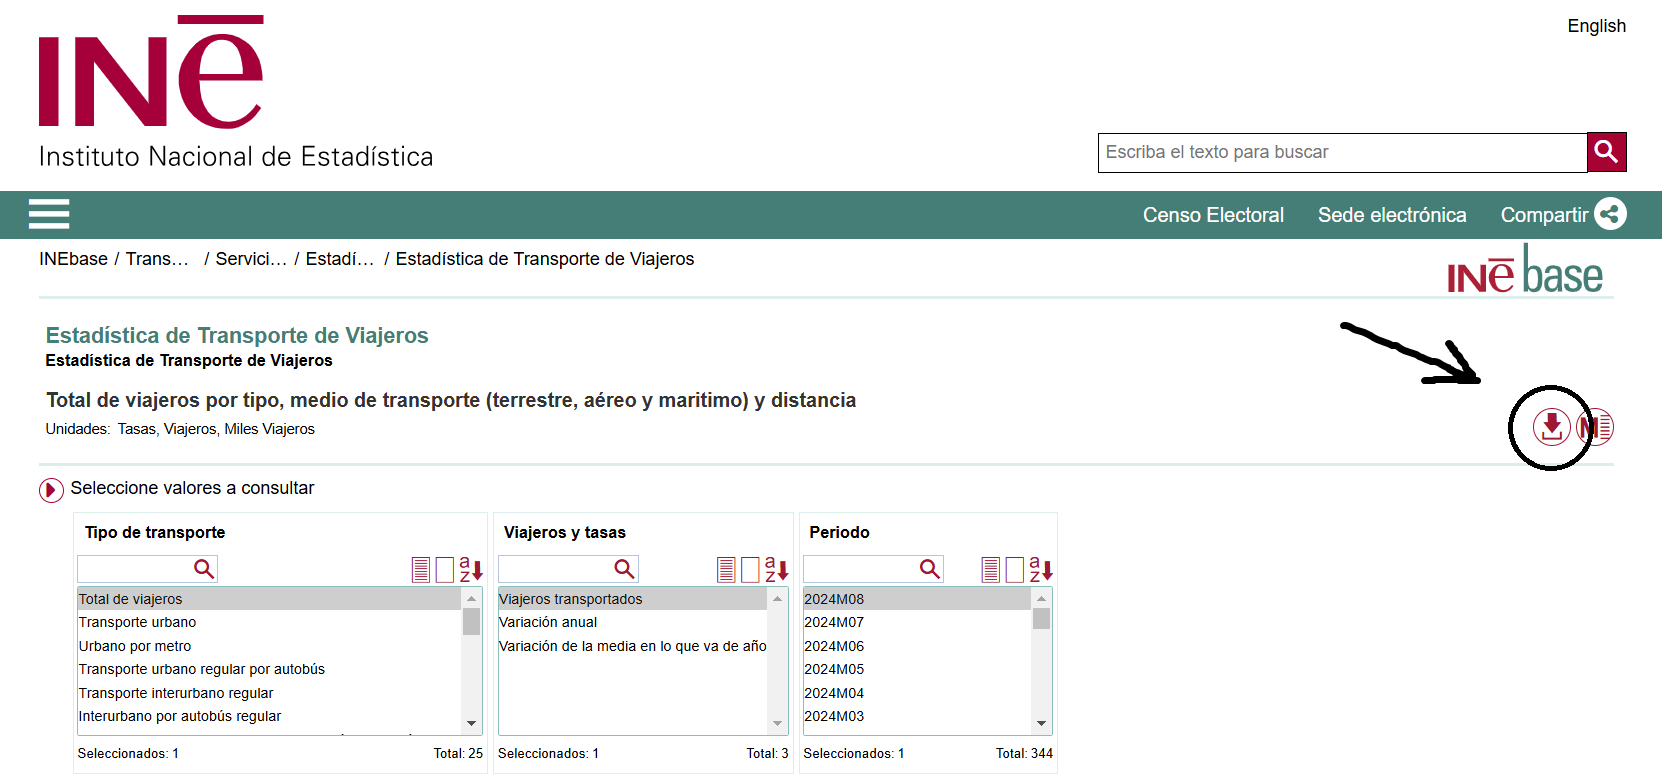 English
INe
Instituto Nacional de Estadística
Escriba el texto para buscar
Censo Electoral Sede electrónica Compartir
INEbase / Trans... / Servici... / Estadí... / Estadística de Transporte de Viajeros
INe base
Estadística de Transporte de Viajeros
Estadística de Transporte de Viajeros
Total de viajeros por tipo, medio de transporte (terrestre, aéreo y maritimo) y distancia
Unidades: Tasas, Viajeros, Miles Viajeros
M
Seleccione valores a consultar
Tipo de transporte
a z
Total de viajeros
Transporte urbano
Urbano por metro
Transporte urbano regular por autobús
Transporte interurbano regular
Interurbano por autobús regular
Seleccionados: 1 Total: 25
Viajeros y tasas
a z
Viajeros transportados
Variación anual
Variación de la media en lo que va de año
Seleccionados: 1 Total: 3
Periodo
a z
2024M08
2024M07
2024M06
2024M05
2024M04
2024M03
Seleccionados: 1 Total: 344